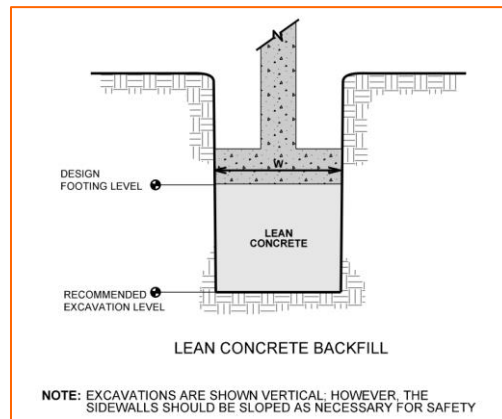 W
DESIGN
FOOTING LEVEL
LEAN
CONCRETE
RECOMMENDED
EXCAVATION LEVEL
LEAN CONCRETE BACKFILL
NOTE: EXCAVATIONS ARE SHOWN VERTICAL; HOWEVER, THE
SIDEWALLS SHOULD BE SLOPED AS NECESSARY FOR SAFETY